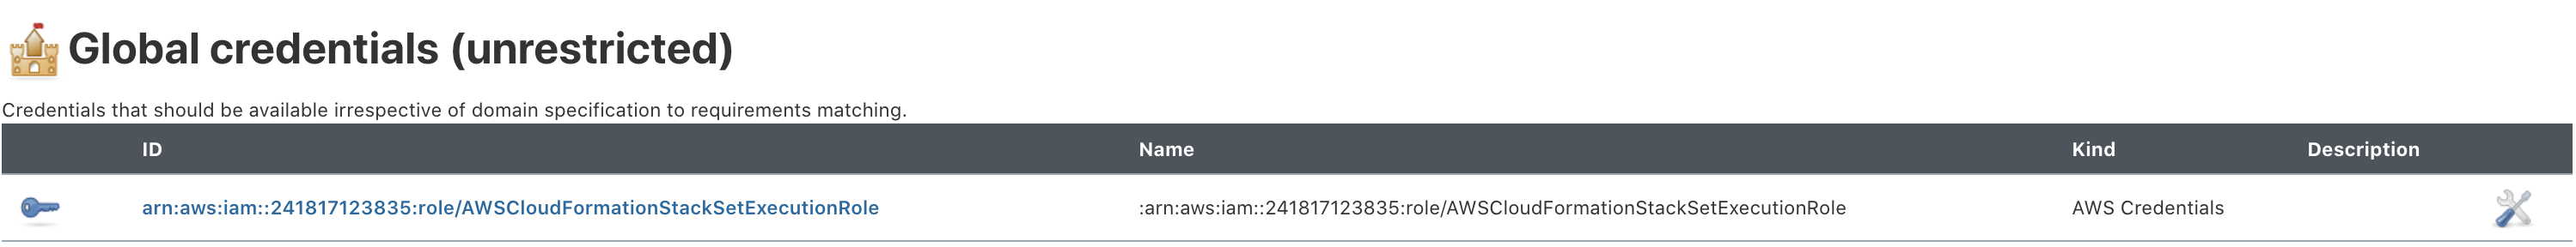 Global credentials (unrestricted)
Credentials that should be available irrespective of domain specification to requirements matching.
ID Name Kind Description
arn:aws:iam::241817123835:role/AWSCloudFormationStackSetExecutionRole :arn:aws:iam::241817123835:role/AWSCloudFormationStackSetExecutionRole AWS Credentials